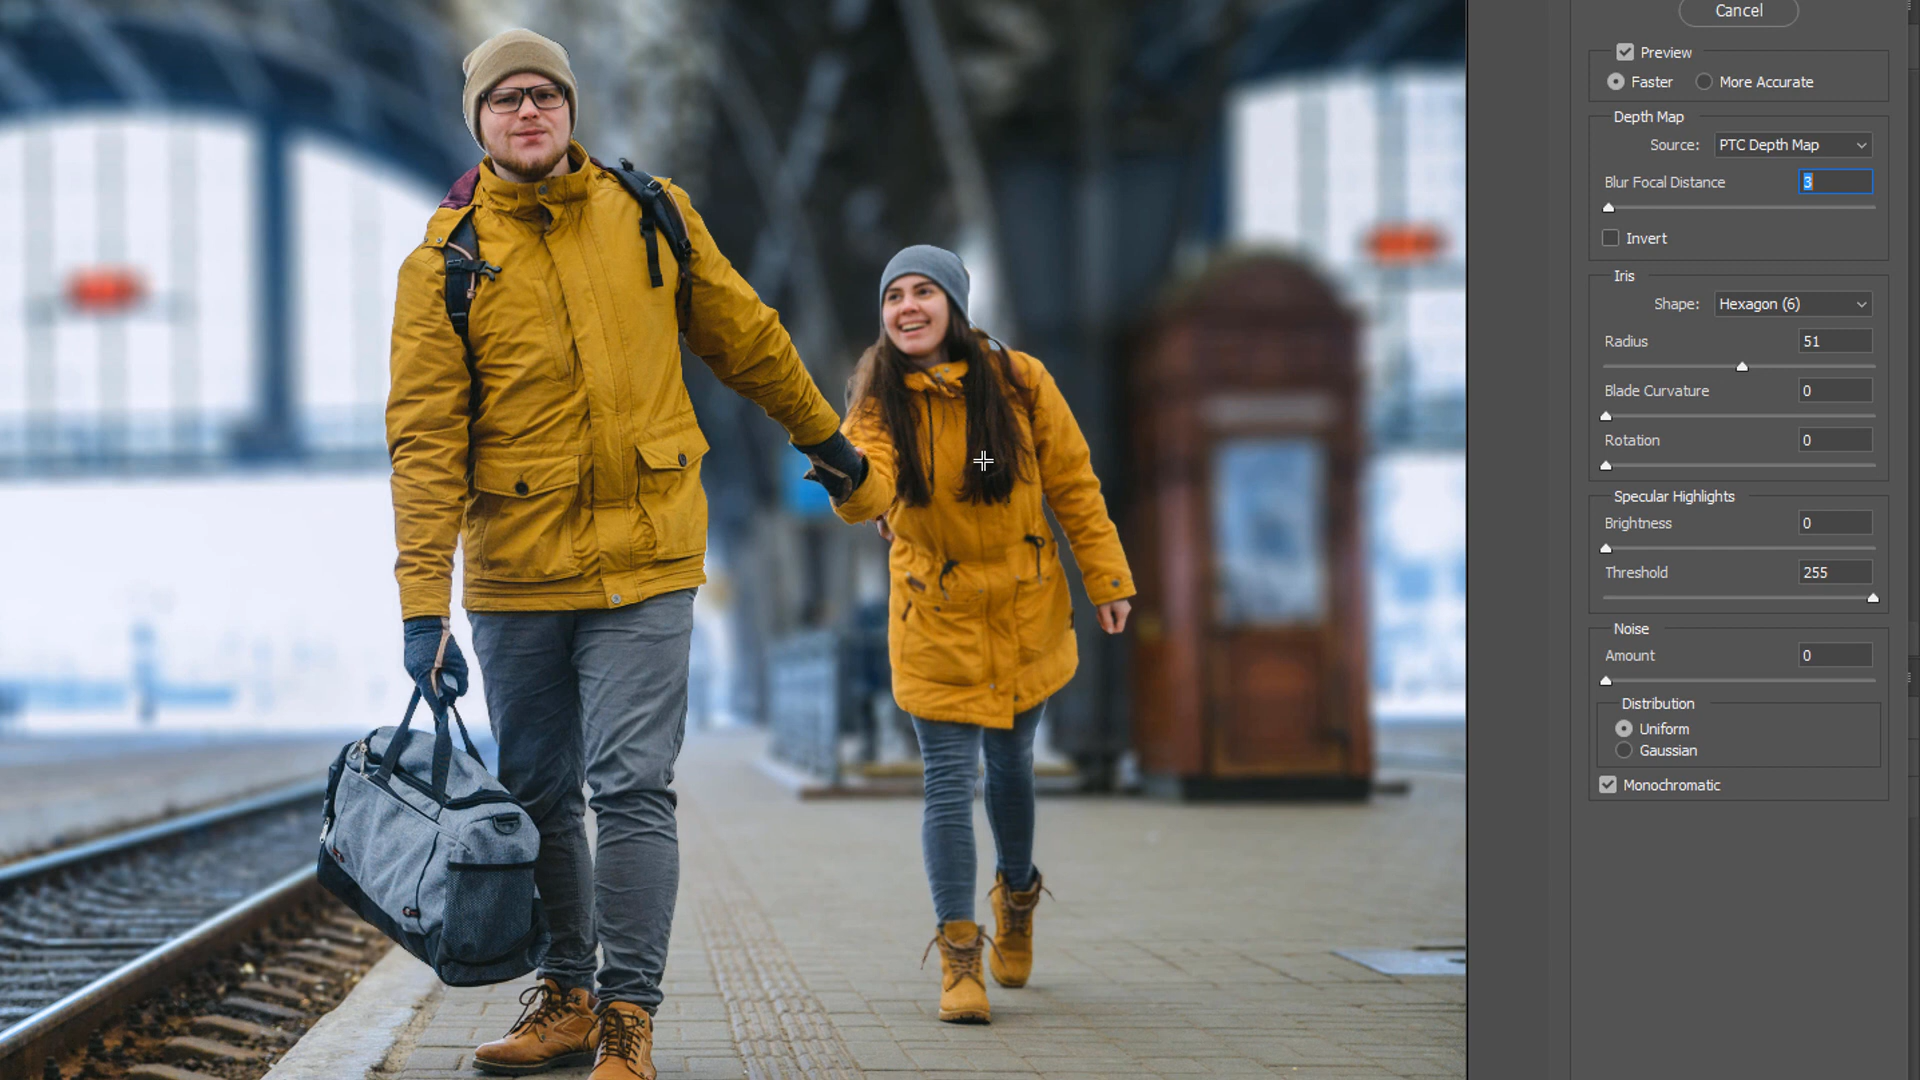 Cancel
Preview
Faster More Accurate
Depth Map
Source: PTC Depth Map
Blur Focal Distance 3
Invert
Iris
Shape: Hexagon (6)
Radius 51
Blade Curvature 0
Rotation 0
Specular Highlights
Brightness 0
Threshold 255
Noise
Amount 0
Distribution
Uniform
Gaussian
Monochromatic